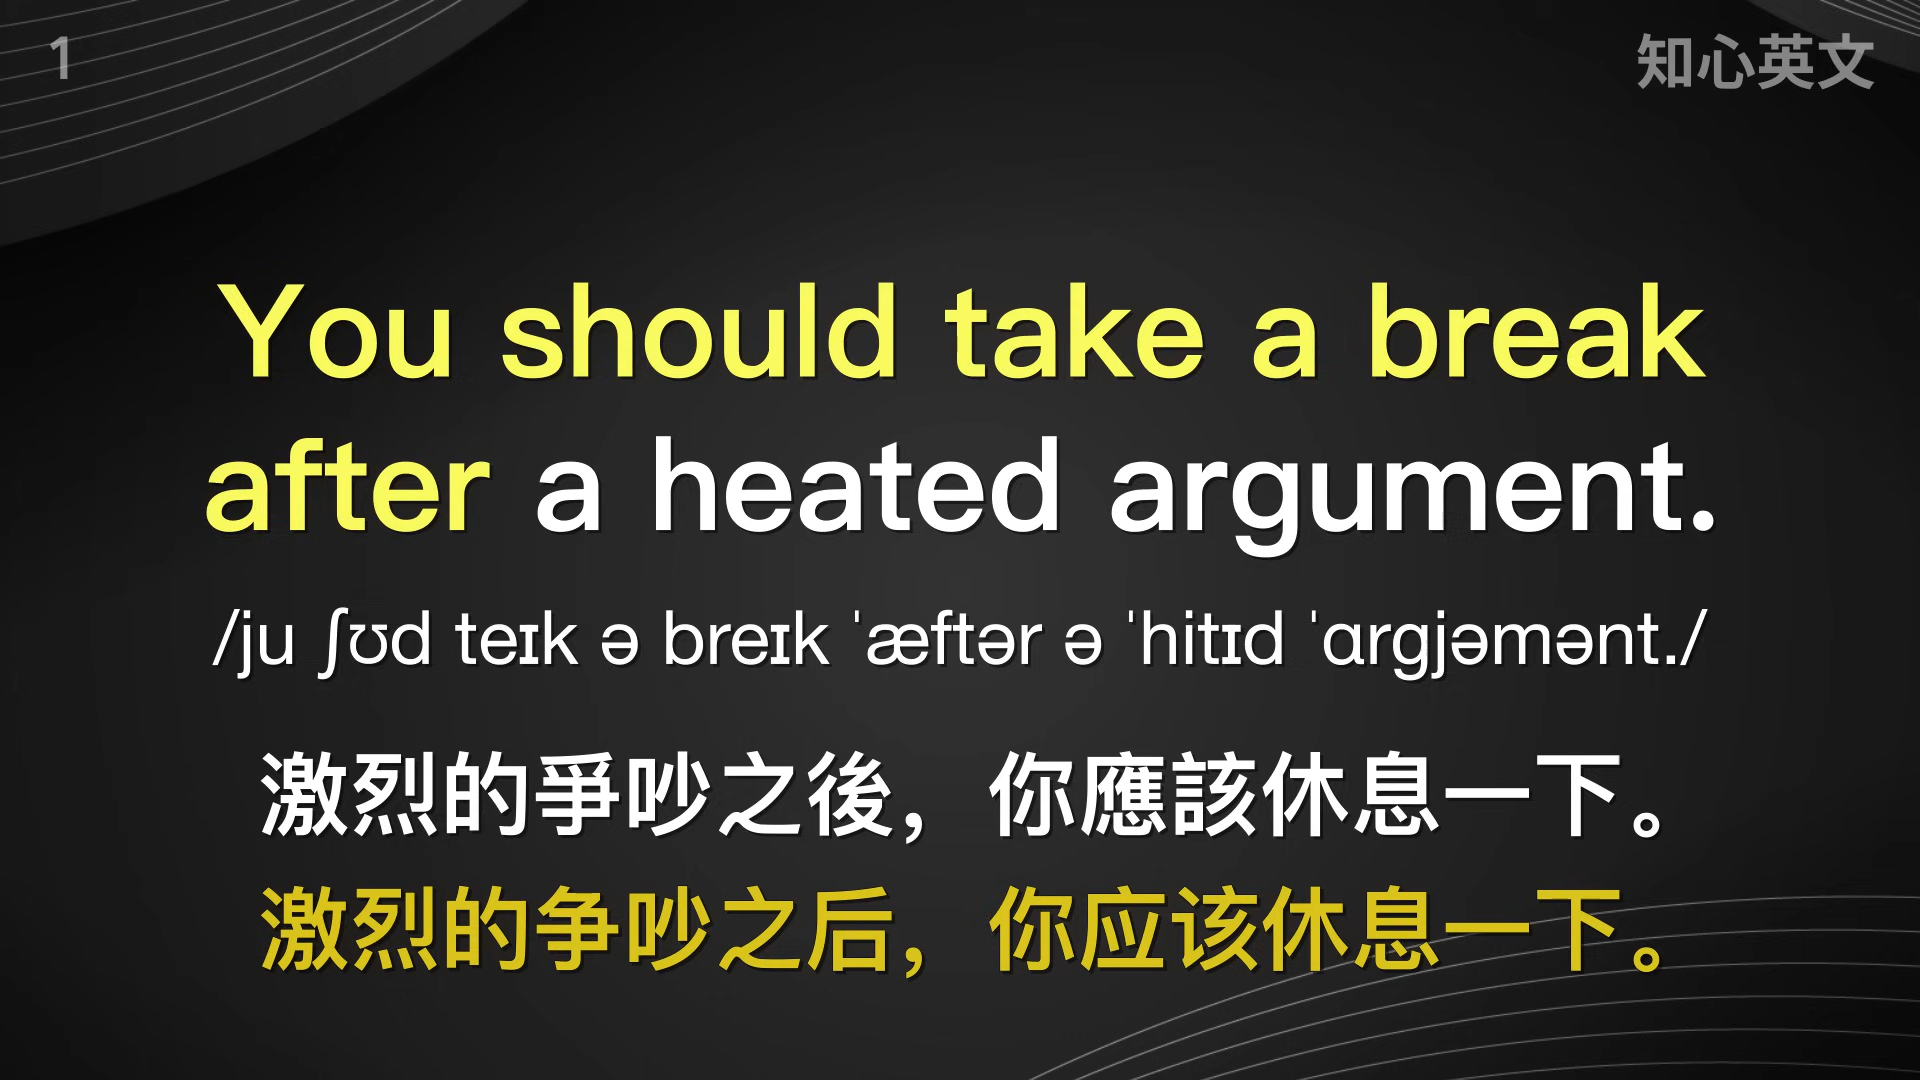 1
知心英文
You should take a break
after a heated argument.
/ju ʃʊd teɪk ə breɪk ˈæftər ə ˈhitɪd ˈɑrgjəmənt./
激烈的爭吵之後，你應該休息一下。
激烈的争吵之后，你应该休息一下。